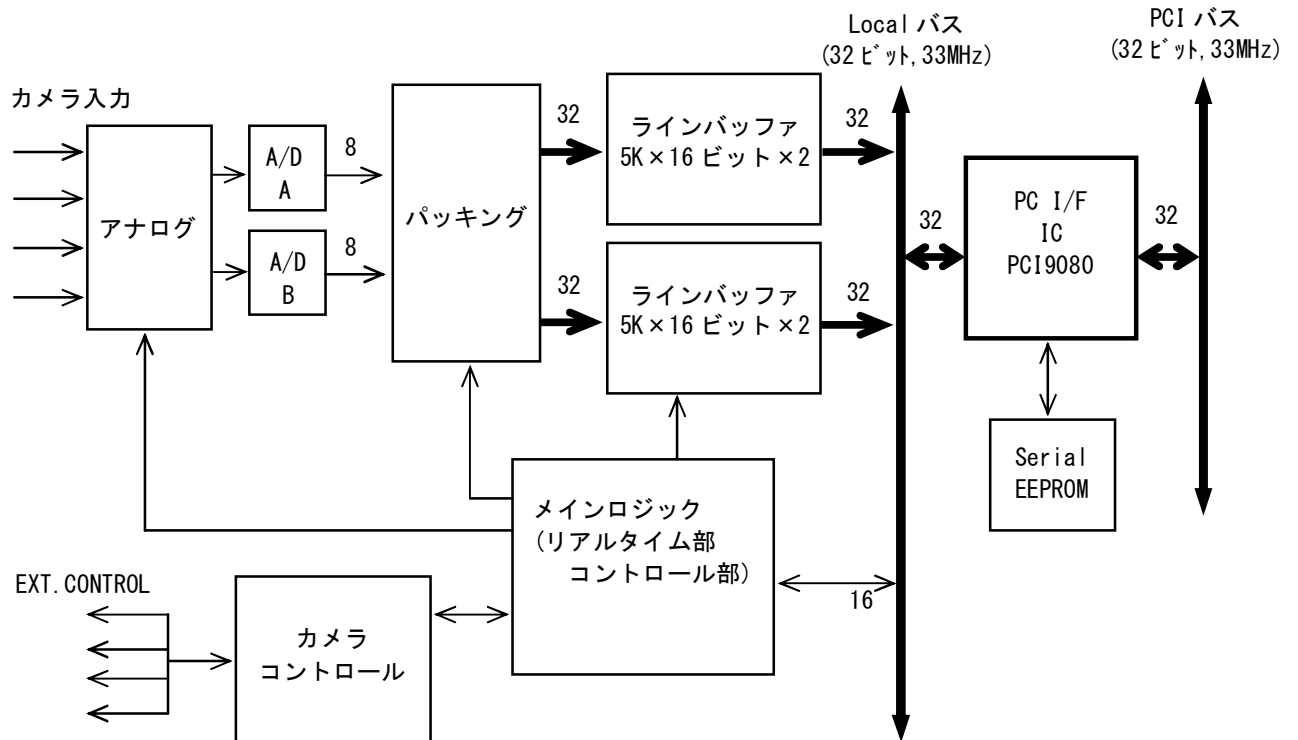 Local バス
(32 ﾋﾞｯﾄ, 33MHz)
PCI バス
(32 ﾋﾞｯﾄ, 33MHz)
カメラ入力
アナログ
A/D
A
8
A/D
B
8
パッキング
32
ラインバッファ
5K×16 ビット×2
32
32
ラインバッファ
5K×16 ビット×2
32
32
PC I/F
IC
PCI9080
32
Serial
EEPROM
メインロジック
(リアルタイム部
コントロール部)
16
EXT. CONTROL
カメラ
コントロール